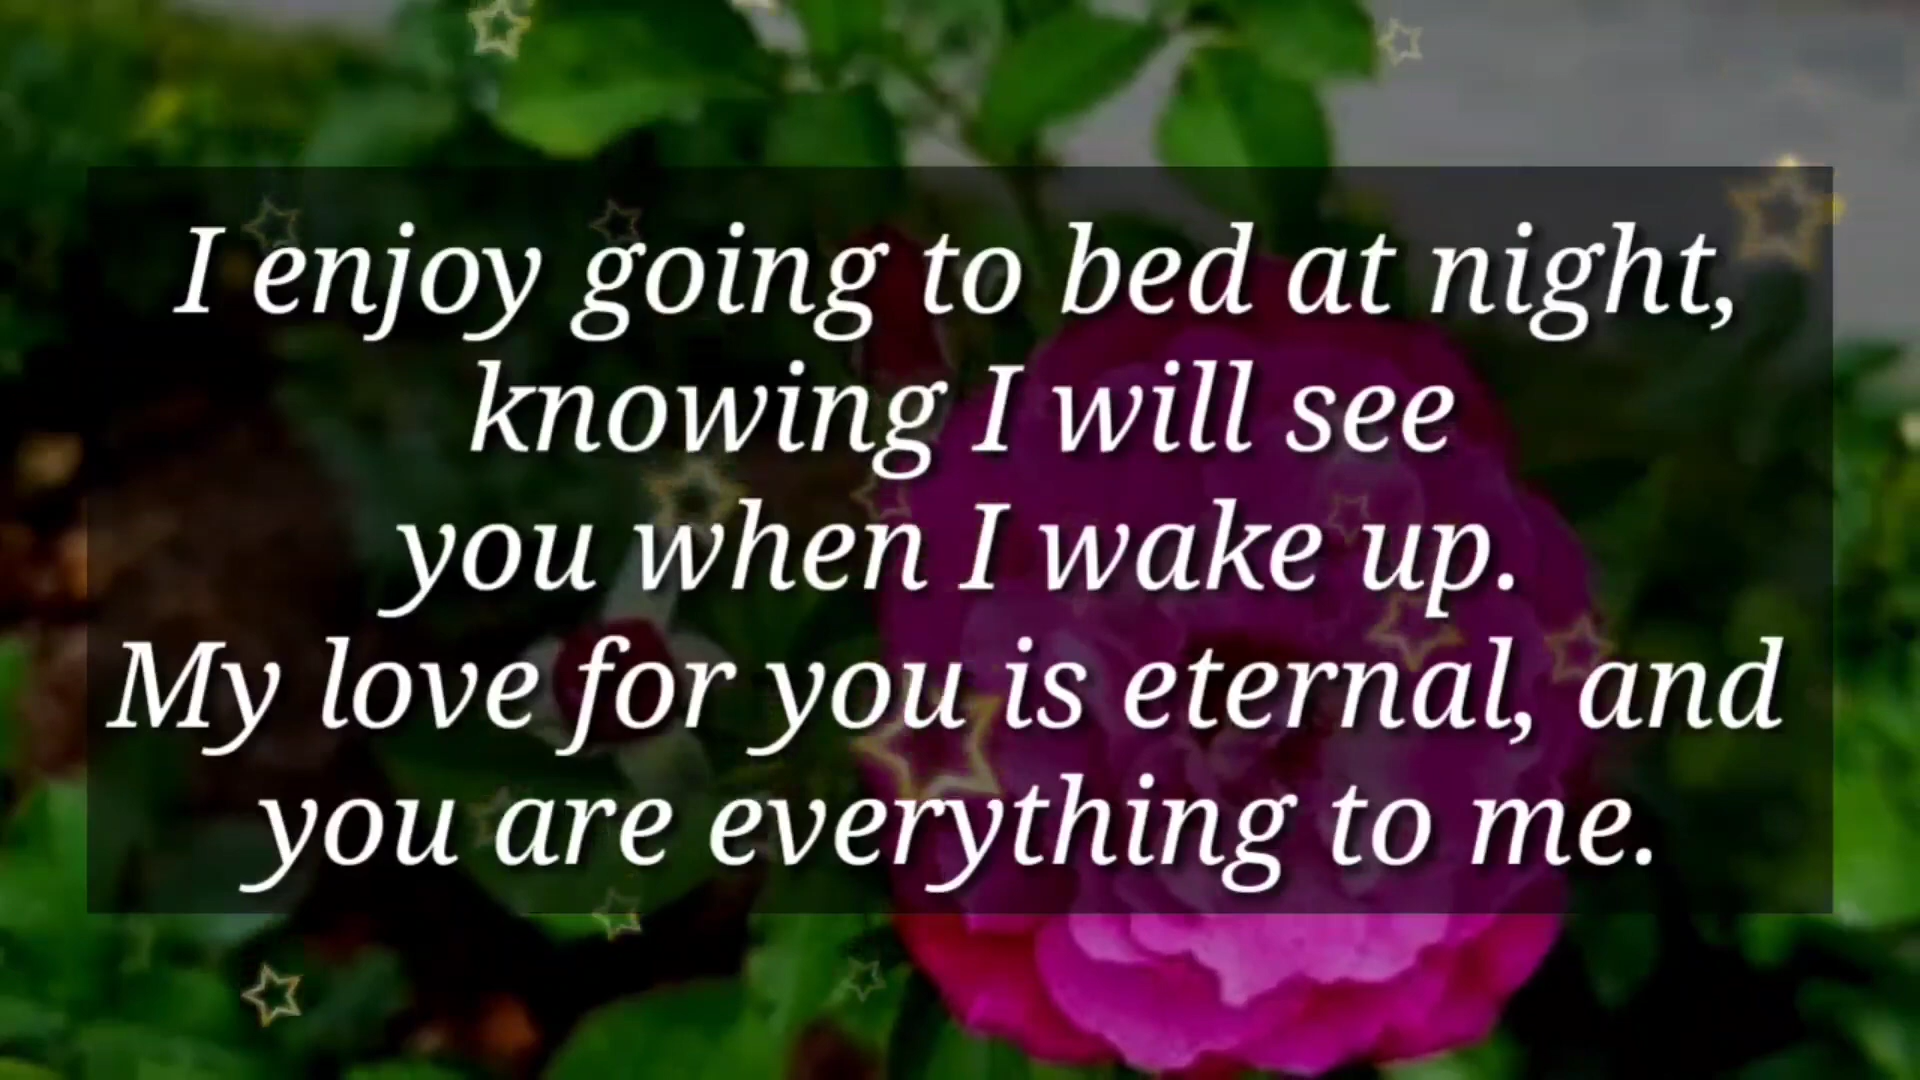 I enjoy going to bed at night,
knowing I will see
you when I wake up.
My love for you is eternal, and
you are everything to me.